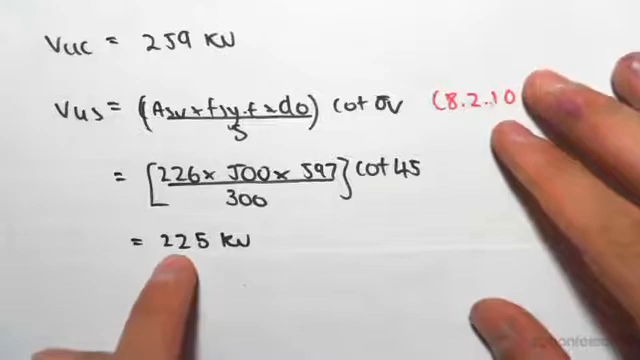 Vuc = 259 KN
Vus = (Asv x fsy.f x do / s) cot θv (8.2.10
= [226 x 500 x 597 / 300] cot 45
= 225 KN